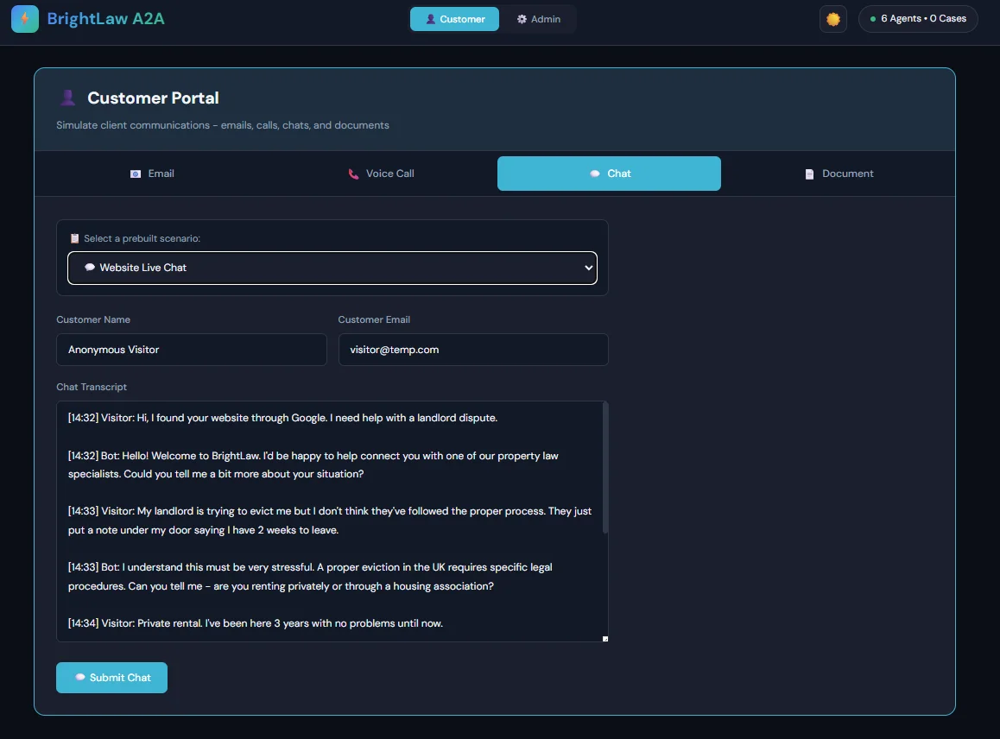 BrightLaw A2A
Customer
Admin
6 Agents • 0 Cases
Customer Portal
Simulate client communications - emails, calls, chats, and documents
Email
Voice Call
Chat
Document
Select a prebuilt scenario:
Website Live Chat
Customer Name
Customer Email
Anonymous Visitor
visitor@temp.com
Chat Transcript
[14:32] Visitor: Hi, I found your website through Google. I need help with a landlord dispute.
[14:32] Bot: Hello! Welcome to BrightLaw. I'd be happy to help connect you with one of our property law
specialists. Could you tell me a bit more about your situation?
[14:33] Visitor: My landlord is trying to evict me but I don't think they've followed the proper process. They just
put a note under my door saying I have 2 weeks to leave.
[14:33] Bot: I understand this must be very stressful. A proper eviction in the UK requires specific legal
procedures. Can you tell me - are you renting privately or through a housing association?
[14:34] Visitor: Private rental. I've been here 3 years with no problems until now.
Submit Chat